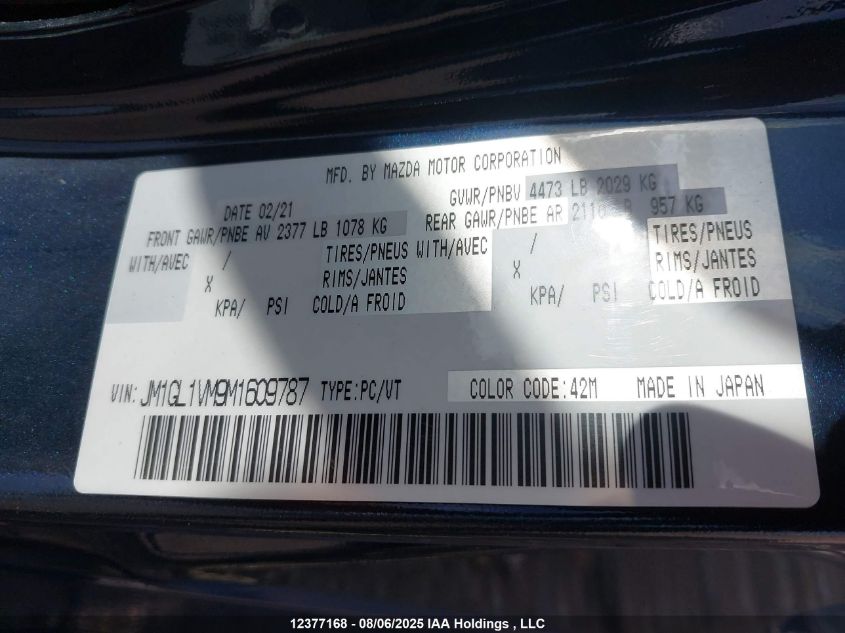 MFD. BY MAZDA MOTOR CORPORATION
DATE 02/21 GVWR/PNBV 4473 LB 2029 KG
FRONT GAWR/PNBE AV 2377 LB 1078 KG REAR GAWR/PNBE AR 2110 LB 957 KG
WITH/AVEC / TIRES/PNEUS WITH/AVEC / TIRES/PNEUS
X RIMS/JANTES X RIMS/JANTES
KPA/ PSI COLD/A FROID KPA/ PSI COLD/A FROID
VIN: JM1GL1VM9M1609787 TYPE:PC/VT COLOR CODE:42M MADE IN JAPAN
12377168 - 08/06/2025 IAA Holdings , LLC